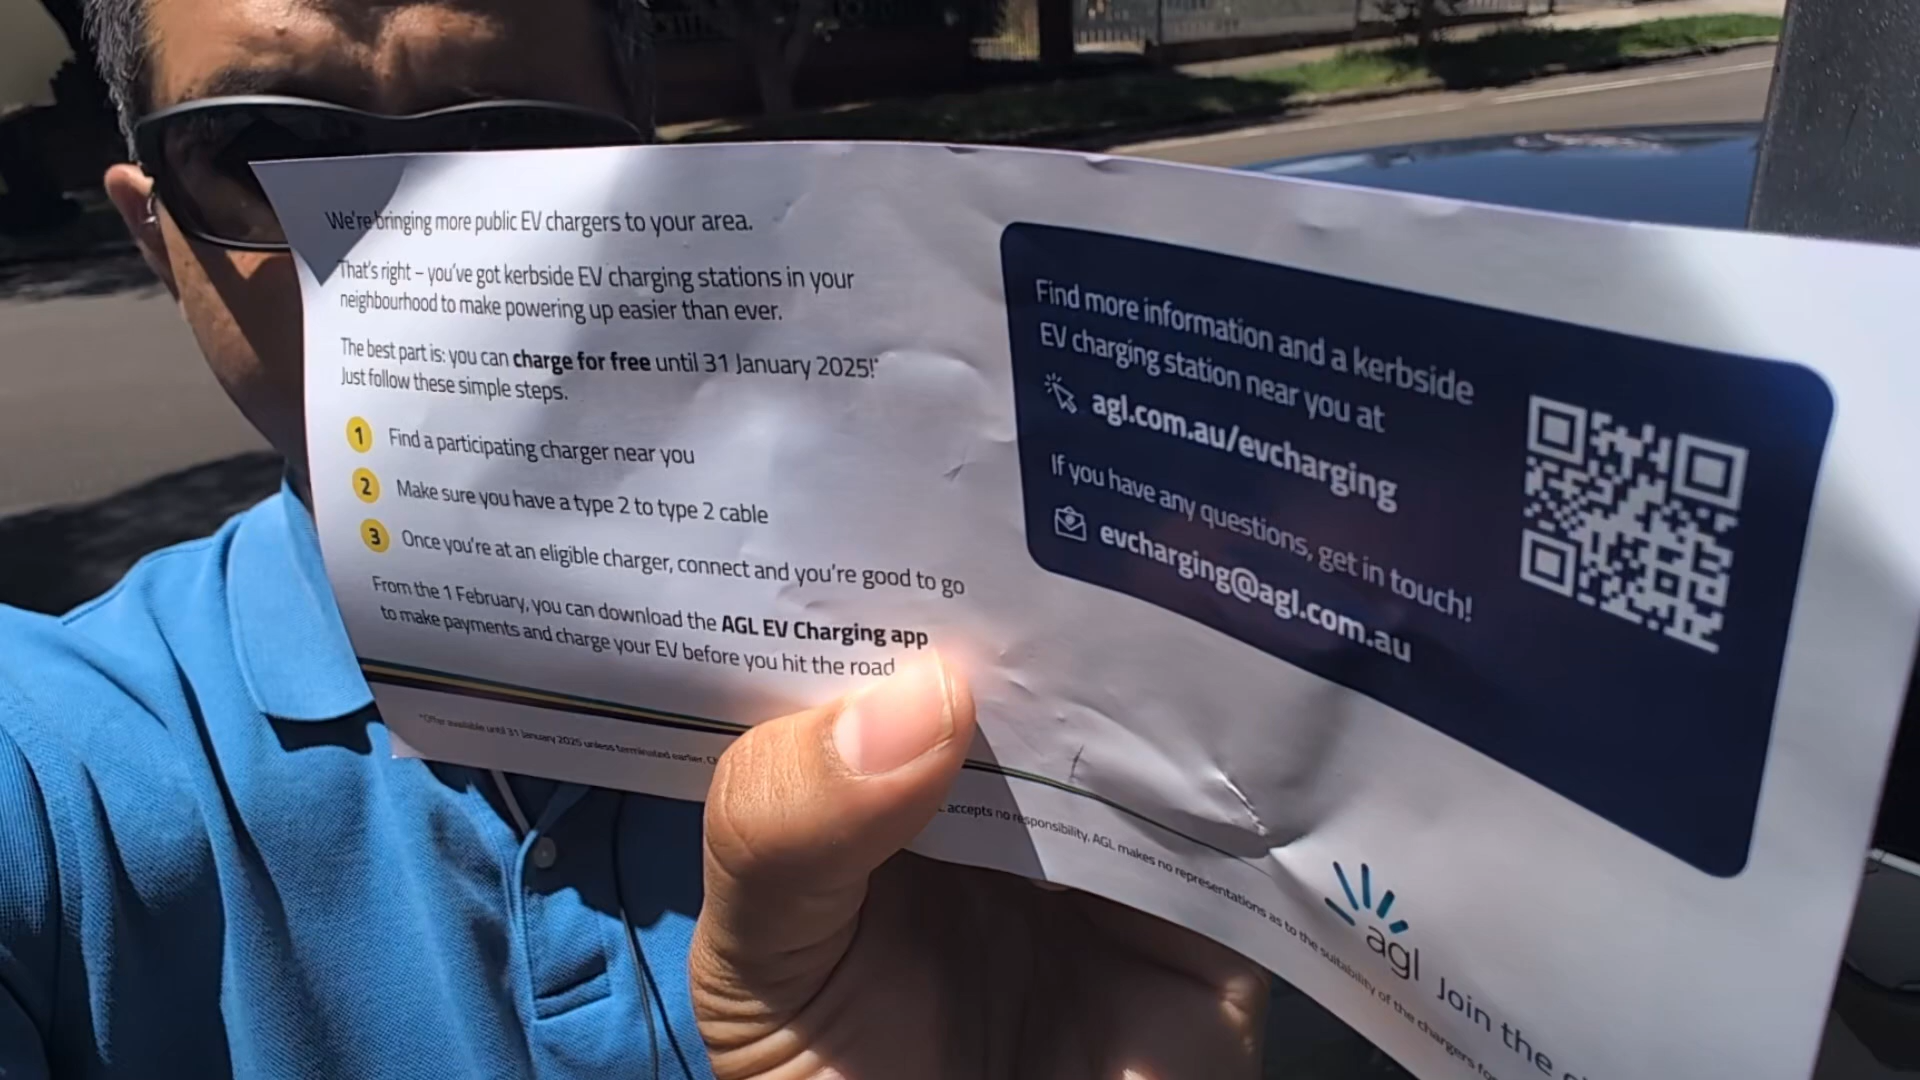 We're bringing more public EV chargers to your area.
That's right – you've got kerbside EV charging stations in your
neighbourhood to make powering up easier than ever.
The best part is: you can charge for free until 31 January 2025!*
Just follow these simple steps.
1 Find a participating charger near you
2 Make sure you have a type 2 to type 2 cable
3 Once you're at an eligible charger, connect and you're good to go
From the 1 February, you can download the AGL EV Charging app
to make payments and charge your EV before you hit the road
*Offer available until 31 January 2025 unless terminated earlier.
accepts no responsibility. AGL makes no representations as to the suitability of the chargers
Find more information and a kerbside
EV charging station near you at
agl.com.au/evcharging
If you have any questions, get in touch!
evcharging@agl.com.au
agl Join the